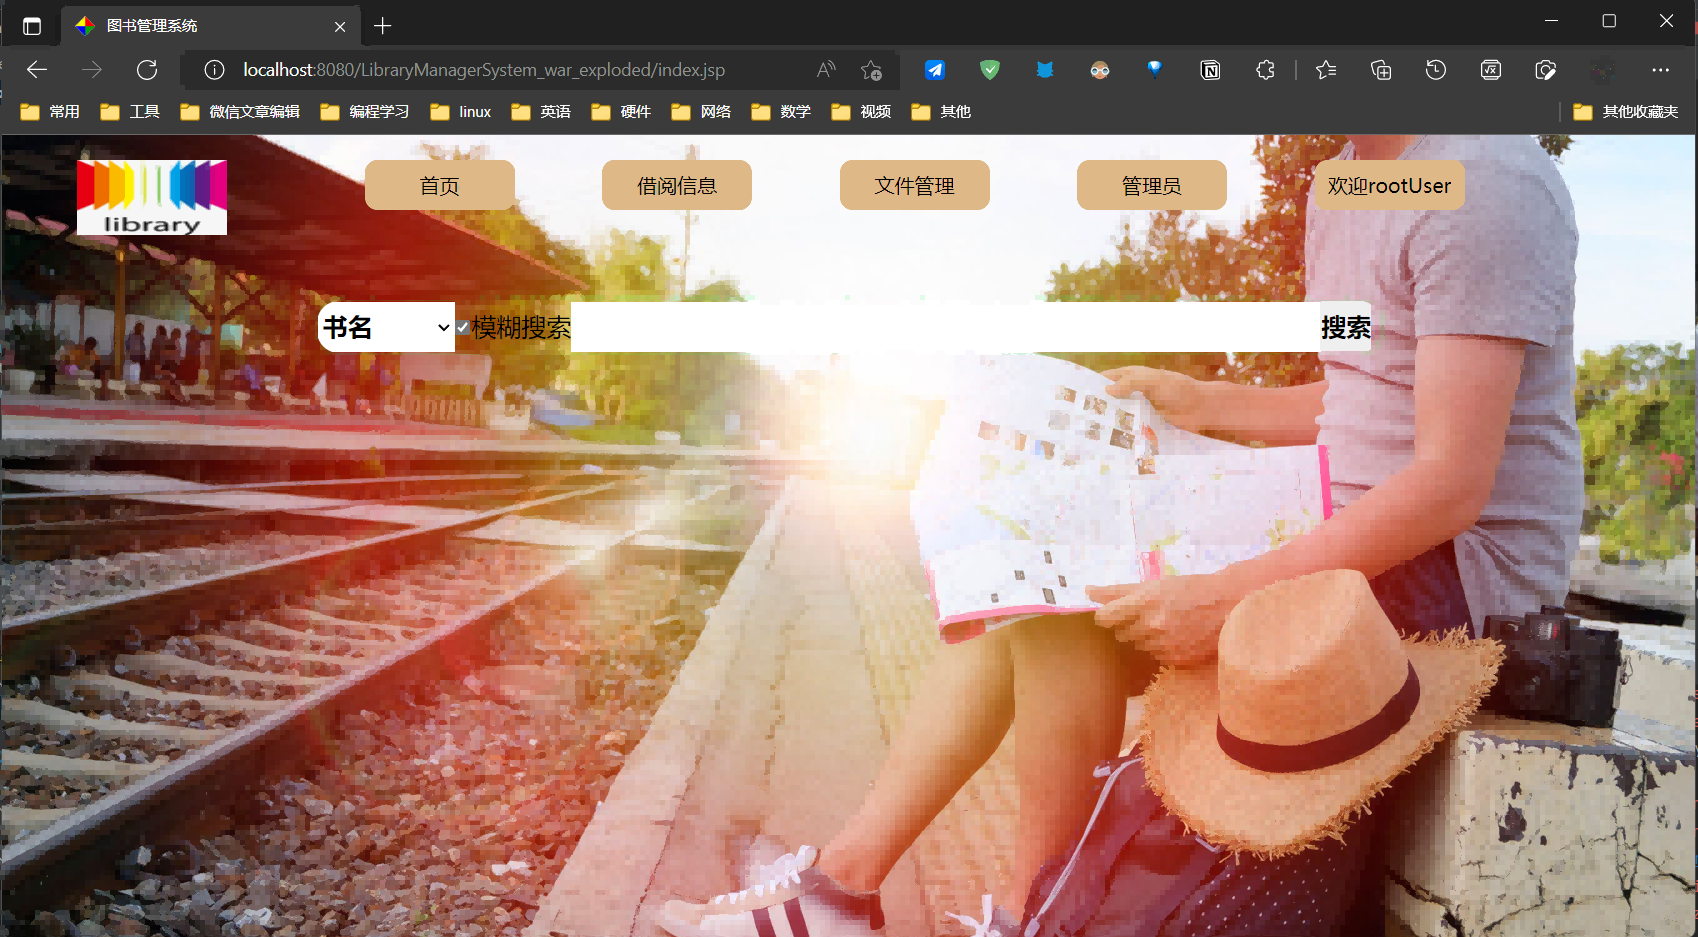 图书管理系统
localhost:8080/LibraryManagerSystem_war_exploded/index.jsp
常用 工具 微信文章编辑 编程学习 linux 英语 硬件 网络 数学 视频 其他 其他收藏夹
library 首页 借阅信息 文件管理 管理员 欢迎rootUser
书名 模糊搜索 搜索